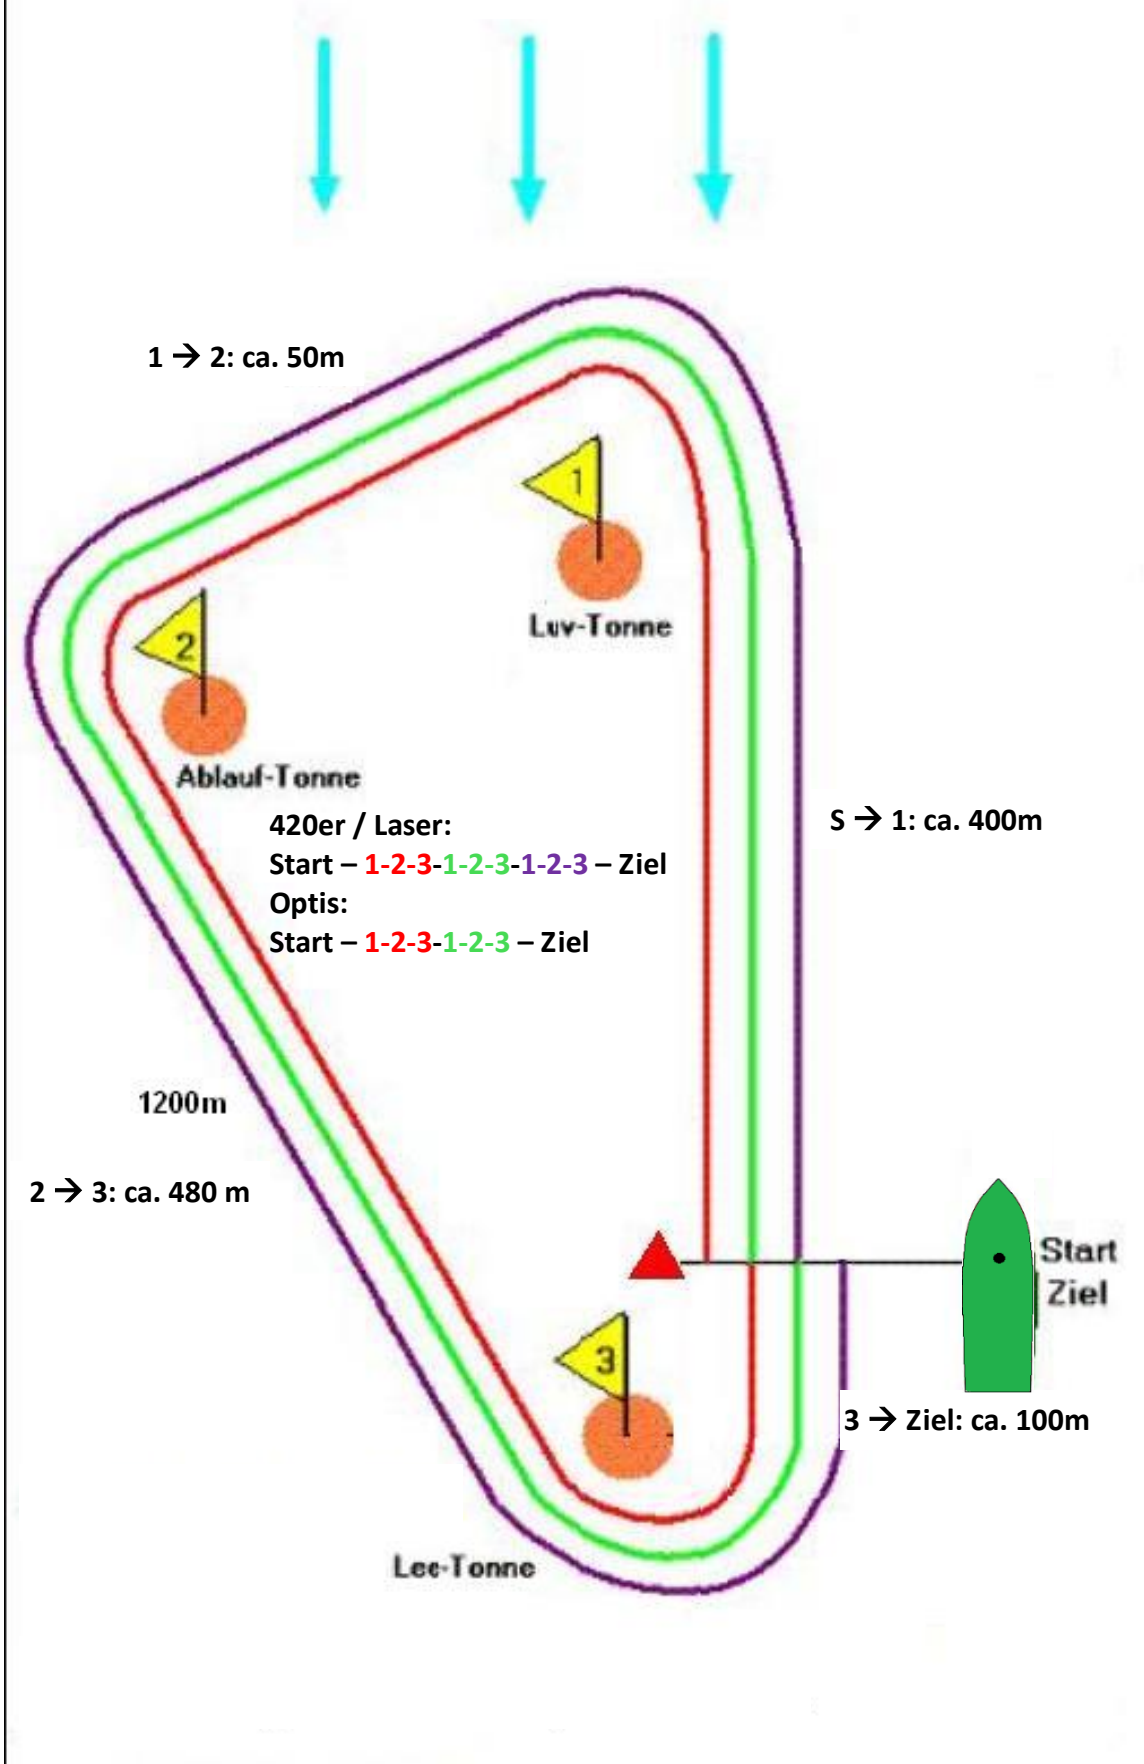 1 → 2: ca. 50m
1
Luv-Tonne
2
Ablauf-Tonne
420er / Laser:
Start – 1-2-3-1-2-3-1-2-3 – Ziel
Optis:
Start – 1-2-3-1-2-3 – Ziel
S → 1: ca. 400m
1200m
2 → 3: ca. 480 m
Start
Ziel
3
3 → Ziel: ca. 100m
Lee-Tonne